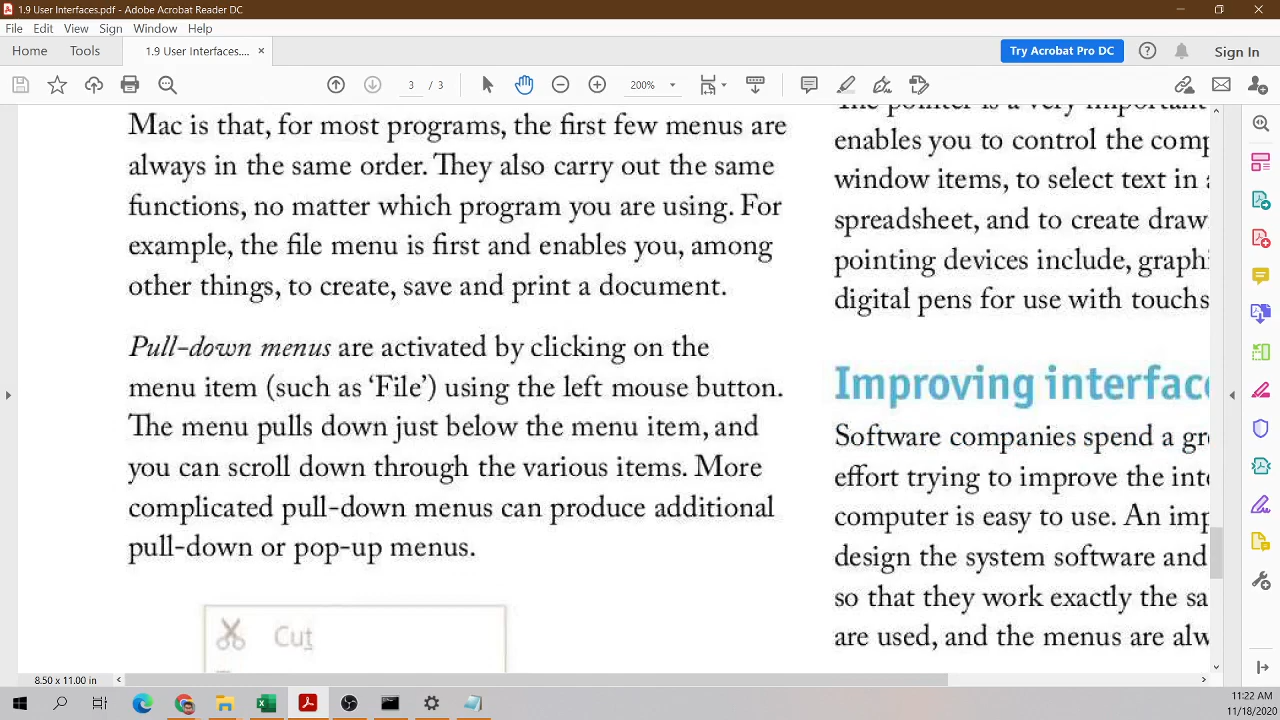 1.9 User Interfaces.pdf - Adobe Acrobat Reader DC
File Edit View Sign Window Help
Home Tools 1.9 User Interfaces.... × Try Acrobat Pro DC Sign In
3 / 3 200%
Mac is that, for most programs, the first few menus are
always in the same order. They also carry out the same
functions, no matter which program you are using. For
example, the file menu is first and enables you, among
other things, to create, save and print a document.
Pull-down menus are activated by clicking on the
menu item (such as ‘File’) using the left mouse button.
The menu pulls down just below the menu item, and
you can scroll down through the various items. More
complicated pull-down menus can produce additional
pull-down or pop-up menus.
Cut
The pointer is a very important
enables you to control the comp
window items, to select text in a
spreadsheet, and to create draw
pointing devices include, graphi
digital pens for use with touchs
Improving interface
Software companies spend a gr
effort trying to improve the inte
computer is easy to use. An imp
design the system software and
so that they work exactly the sa
are used, and the menus are alw
8.50 x 11.00 in
11:22 AM
11/18/2020